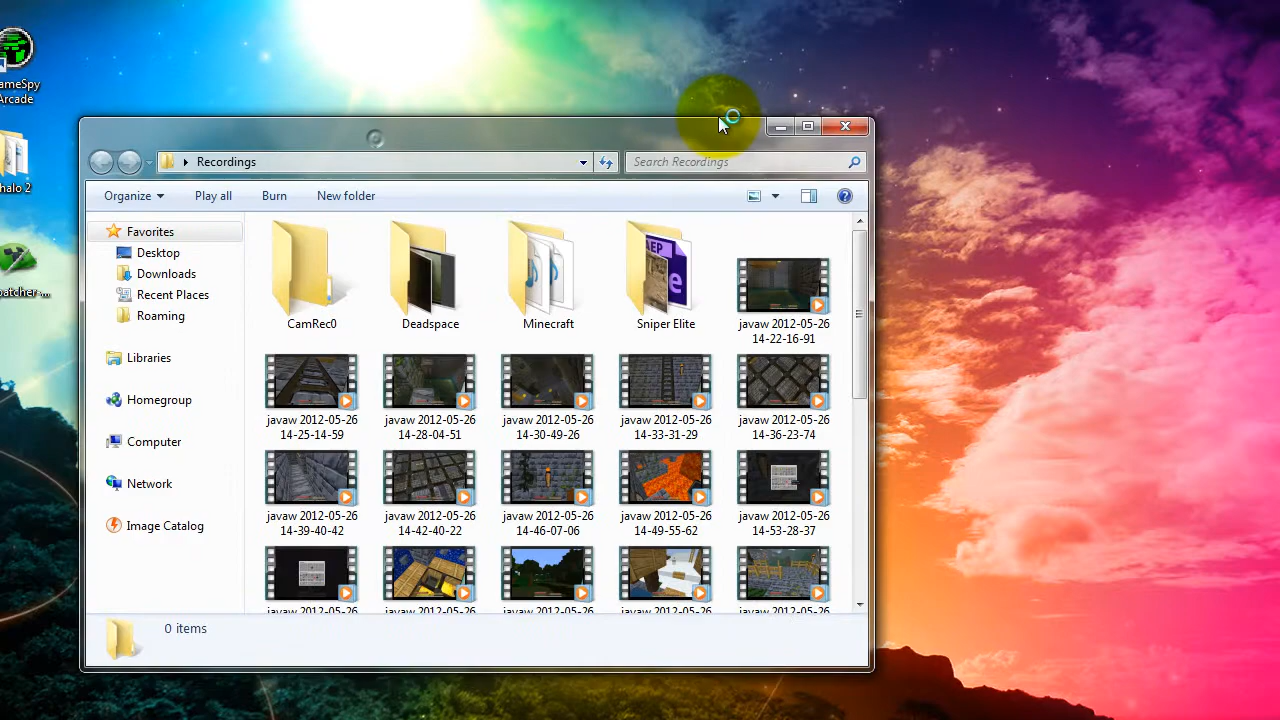 ameSpy
Arcade
halo 2
patcher-...
Recordings
Search Recordings
Organize
Play all
Burn
New folder
Favorites
Desktop
Downloads
Recent Places
Roaming
Libraries
Homegroup
Computer
Network
Image Catalog
CamRec0
Deadspace
Minecraft
AEP
e
Sniper Elite
javaw 2012-05-26
14-22-16-91
javaw 2012-05-26
14-25-14-59
javaw 2012-05-26
14-28-04-51
javaw 2012-05-26
14-30-49-26
javaw 2012-05-26
14-33-31-29
javaw 2012-05-26
14-36-23-74
javaw 2012-05-26
14-39-40-42
javaw 2012-05-26
14-42-40-22
javaw 2012-05-26
14-46-07-06
javaw 2012-05-26
14-49-55-62
javaw 2012-05-26
14-53-28-37
javaw 2012-05-26
javaw 2012-05-26
javaw 2012-05-26
javaw 2012-05-26
javaw 2012-05-26
0 items